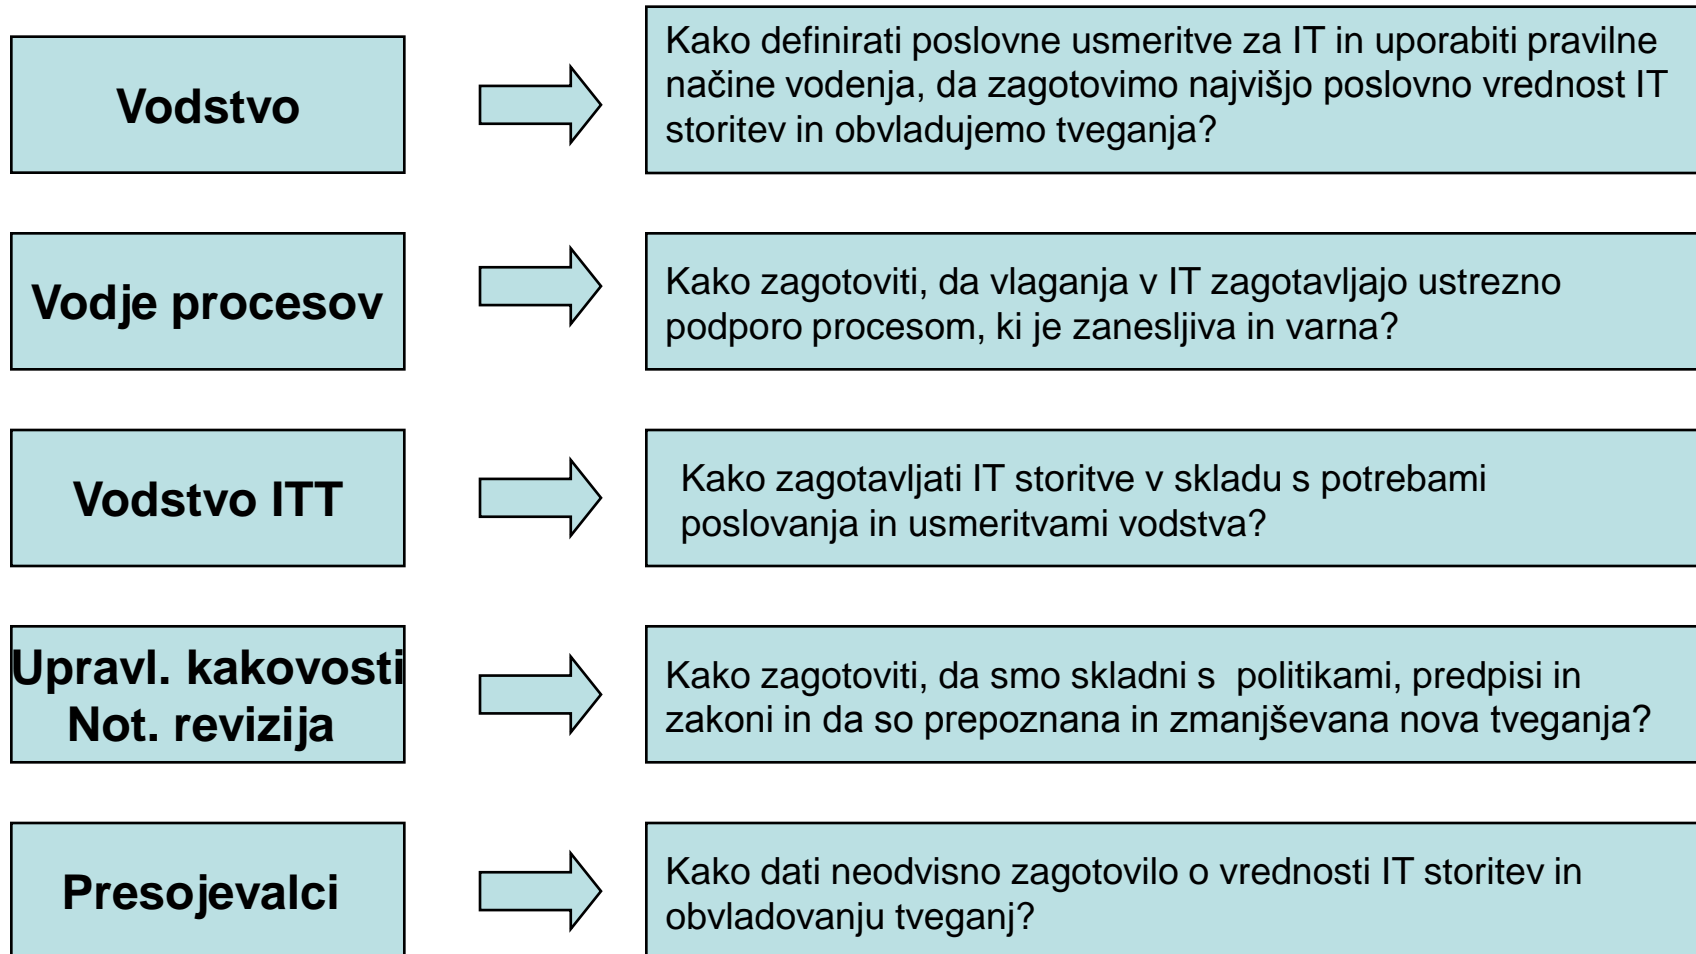 Vodstvo
Kako definirati poslovne usmeritve za IT in uporabiti pravilne
načine vodenja, da zagotovimo najvišjo poslovno vrednost IT
storitev in obvladujemo tveganja?
Vodje procesov
Kako zagotoviti, da vlaganja v IT zagotavljajo ustrezno
podporo procesom, ki je zanesljiva in varna?
Vodstvo ITT
Kako zagotavljati IT storitve v skladu s potrebami
poslovanja in usmeritvami vodstva?
Upravl. kakovosti
Not. revizija
Kako zagotoviti, da smo skladni s  politikami, predpisi in
zakoni in da so prepoznana in zmanjševana nova tveganja?
Presojevalci
Kako dati neodvisno zagotovilo o vrednosti IT storitev in
obvladovanju tveganj?